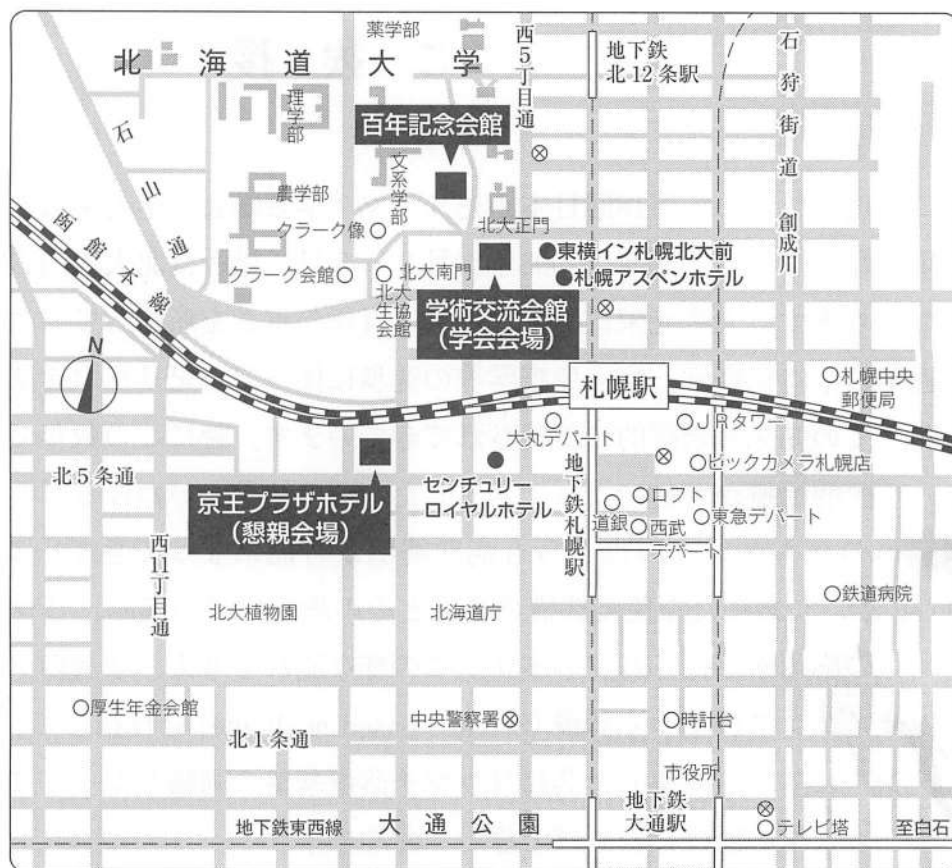 薬学部
北海道大学
西5丁目通
地下鉄
北12条駅
石狩街道
創成川
理学部
百年記念会館
石山通
文系学部
農学部
クラーク像
北大正門
東横イン札幌北大前
札幌アスペンホテル
函館本線
クラーク会館
北大南門
北大生協会館
学術交流会館
(学会会場)
N
札幌駅
札幌中央
郵便局
大丸デパート
JRタワー
ビックカメラ札幌店
北5条通
センチュリー
ロイヤルホテル
京王プラザホテル
(懇親会場)
地下鉄札幌駅
ロフト
道銀
西武
デパート
東急デパート
西11丁目通
北大植物園
北海道庁
鉄道病院
厚生年金会館
中央警察署
時計台
北1条通
市役所
地下鉄
大通駅
地下鉄東西線
大通公園
テレビ塔
至白石